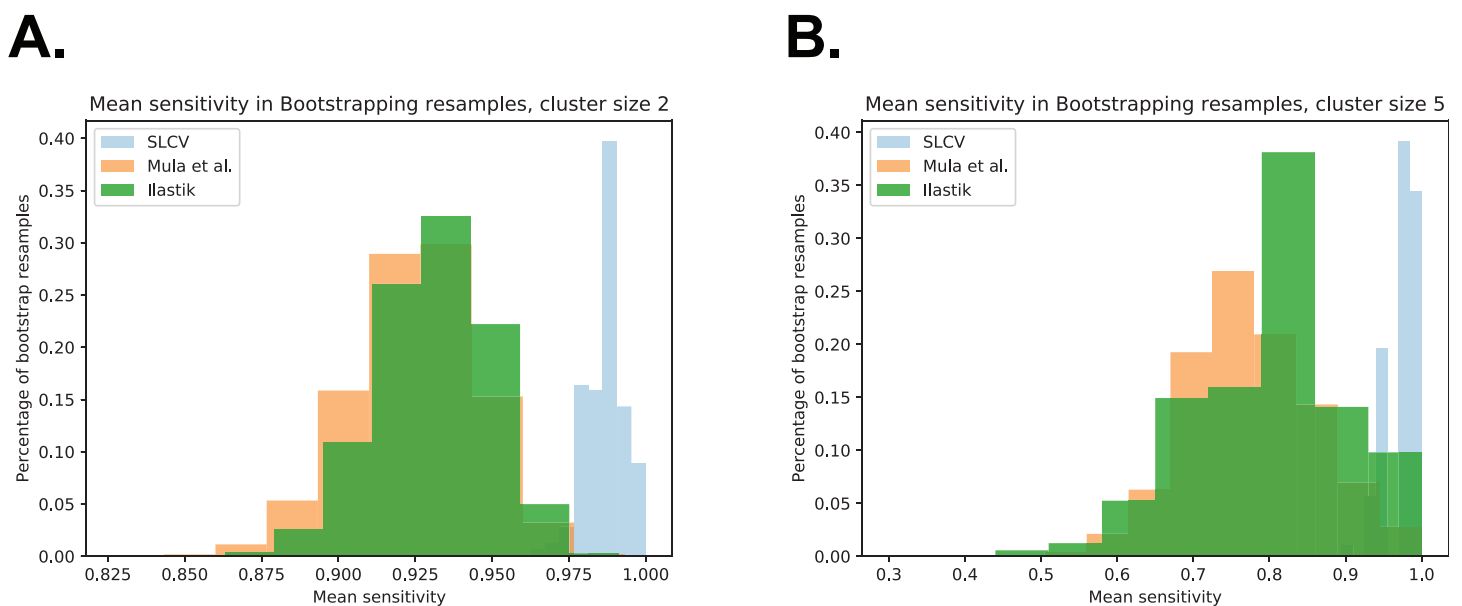 A.
Mean sensitivity in Bootstrapping resamples, cluster size 2
SLCV
Mula et al.
Ilastik
Percentage of bootstrap resamples
0.40
0.35
0.30
0.25
0.20
0.15
0.10
0.05
0.00
0.825 0.850 0.875 0.900 0.925 0.950 0.975 1.000
Mean sensitivity
B.
Mean sensitivity in Bootstrapping resamples, cluster size 5
SLCV
Mula et al.
Ilastik
Percentage of bootstrap resamples
0.40
0.35
0.30
0.25
0.20
0.15
0.10
0.05
0.00
0.3 0.4 0.5 0.6 0.7 0.8 0.9 1.0
Mean sensitivity